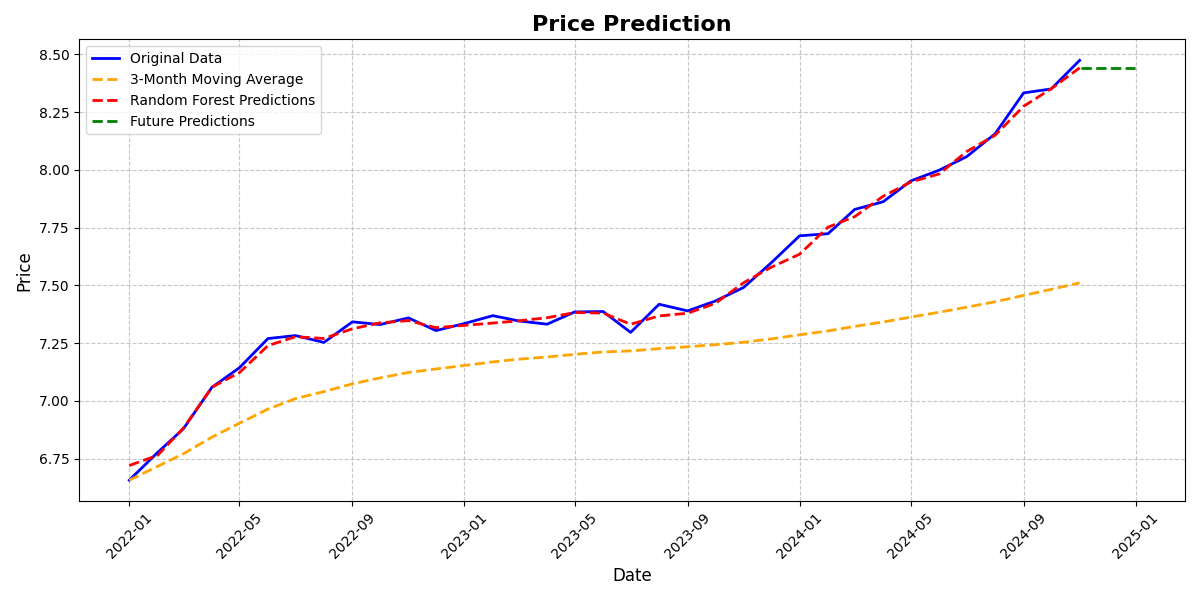 Price Prediction
Original Data
3-Month Moving Average
Random Forest Predictions
Future Predictions
Price
8.50
8.25
8.00
7.75
7.50
7.25
7.00
6.75
2022-01
2022-05
2022-09
2023-01
2023-05
2023-09
2024-01
2024-05
2024-09
2025-01
Date